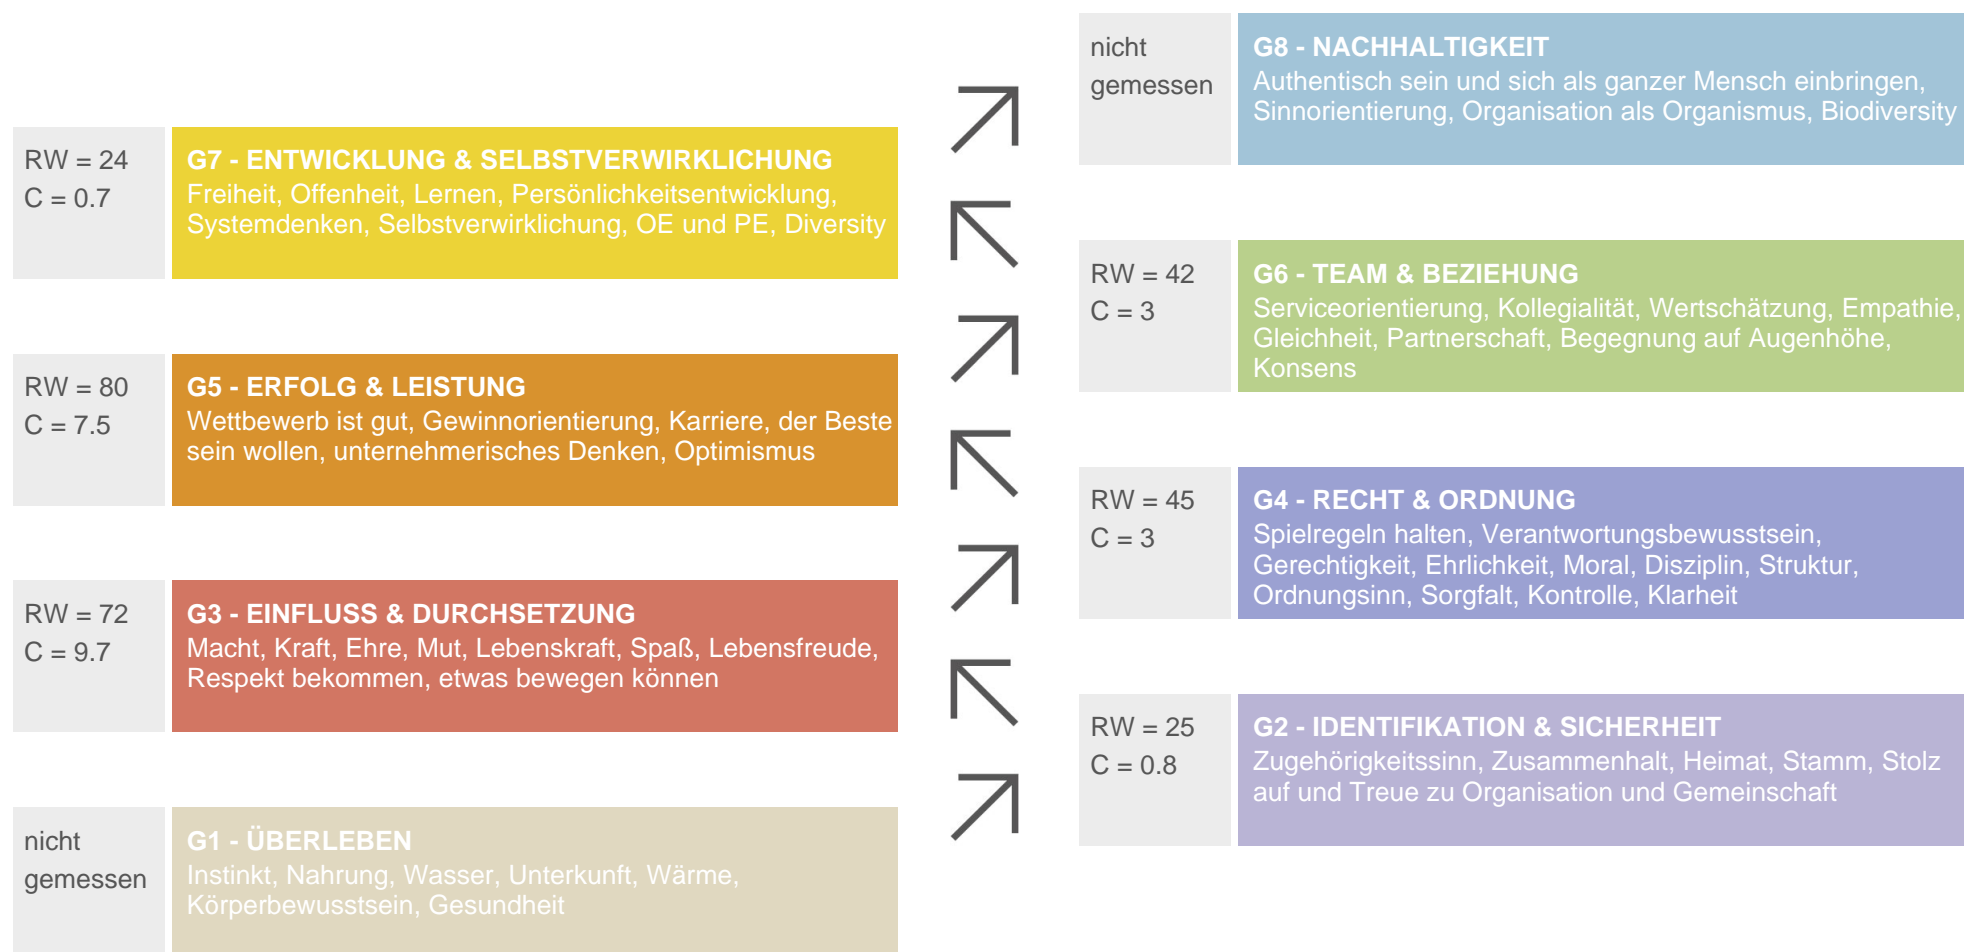 nicht
gemessen
G8 - NACHHALTIGKEIT
Authentisch sein und sich als ganzer Mensch einbringen,
Sinnorientierung, Organisation als Organismus, Biodiversity
RW = 24
C = 0.7
G7 - ENTWICKLUNG & SELBSTVERWIRKLICHUNG
Freiheit, Offenheit, Lernen, Persönlichkeitsentwicklung,
Systemdenken, Selbstverwirklichung, OE und PE, Diversity
RW = 42
C = 3
G6 - TEAM & BEZIEHUNG
Serviceorientierung, Kollegialität, Wertschätzung, Empathie,
Gleichheit, Partnerschaft, Begegnung auf Augenhöhe,
Konsens
RW = 80
C = 7.5
G5 - ERFOLG & LEISTUNG
Wettbewerb ist gut, Gewinnorientierung, Karriere, der Beste
sein wollen, unternehmerisches Denken, Optimismus
RW = 45
C = 3
G4 - RECHT & ORDNUNG
Spielregeln halten, Verantwortungsbewusstsein,
Gerechtigkeit, Ehrlichkeit, Moral, Disziplin, Struktur,
Ordnungsinn, Sorgfalt, Kontrolle, Klarheit
RW = 72
C = 9.7
G3 - EINFLUSS & DURCHSETZUNG
Macht, Kraft, Ehre, Mut, Lebenskraft, Spaß, Lebensfreude,
Respekt bekommen, etwas bewegen können
RW = 25
C = 0.8
G2 - IDENTIFIKATION & SICHERHEIT
Zugehörigkeitssinn, Zusammenhalt, Heimat, Stamm, Stolz
auf und Treue zu Organisation und Gemeinschaft
nicht
gemessen
G1 - ÜBERLEBEN
Instinkt, Nahrung, Wasser, Unterkunft, Wärme,
Körperbewusstsein, Gesundheit